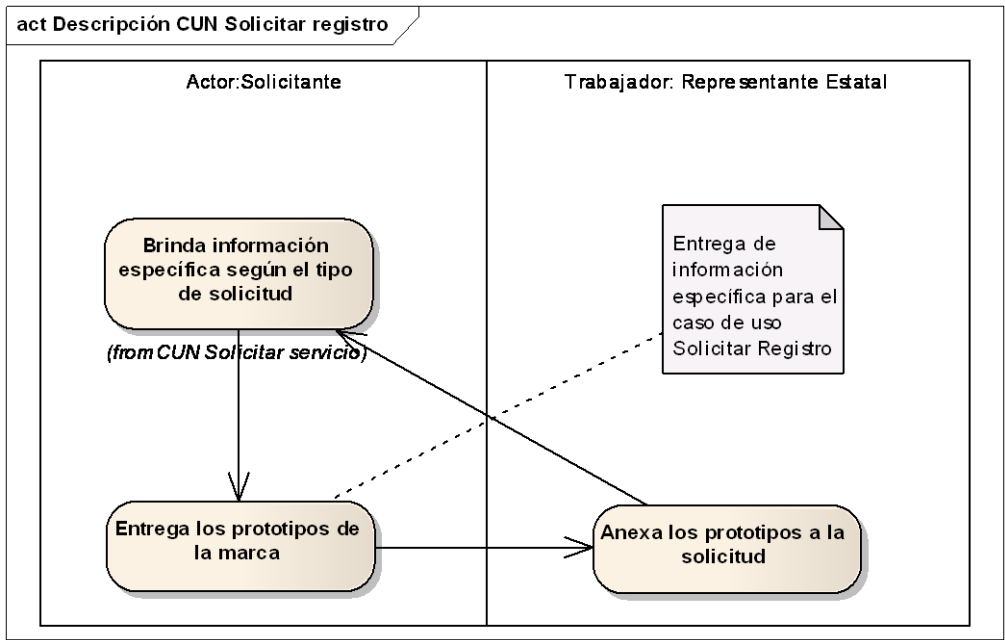 act Descripción CUN Solicitar registro
Actor:Solicitante
Trabajador: Representante Estatal
Brinda información
específica según el tipo
de solicitud
(from CUN Solicitar servicio)
Entrega de
información
específica para el
caso de uso
Solicitar Registro
Entrega los prototipos de
la marca
Anexa los prototipos a la
solicitud